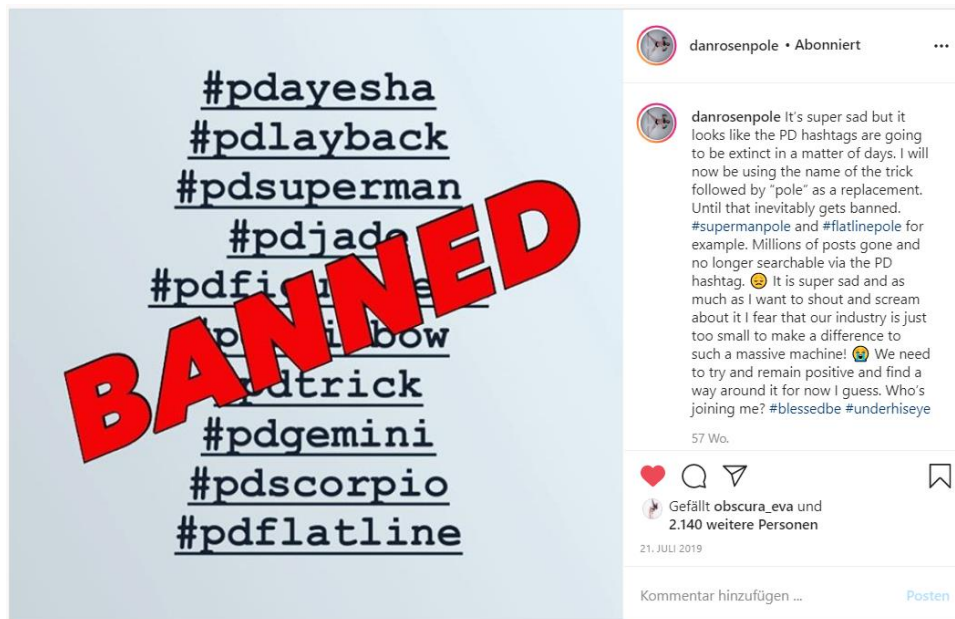 #pdayesha
#pdlayback
#pdsuperman
#pdjade
BANNED
#pdtrick
#pdgemini
#pdscorpio
#pdflatline
danrosenpole • Abonniert
danrosenpole It's super sad but it
looks like the PD hashtags are going
to be extinct in a matter of days. I will
now be using the name of the trick
followed by "pole" as a replacement.
Until that inevitably gets banned.
#supermanpole and #flatlinepole for
example. Millions of posts gone and
no longer searchable via the PD
hashtag. 😞 It is super sad and as
much as I want to shout and scream
about it I fear that our industry is just
too small to make a difference to
such a massive machine! 😭 We need
to try and remain positive and find a
way around it for now I guess. Who's
joining me? #blessedbe #underhiseye
57 Wo.
Gefällt obscura_eva und
2.140 weitere Personen
21. JULI 2019
Kommentar hinzufügen ...
Posten